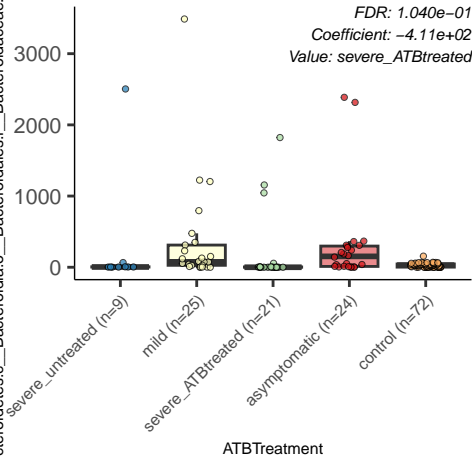 FDR: 1.040e−01
Coefficient: −4.11e+02
Value: severe_ATBtreated
3000
2000
1000
0
severe_untreated (n=9)
mild (n=25)
severe_ATBtreated (n=21)
asymptomatic (n=24)
control (n=72)
ATBTreatment